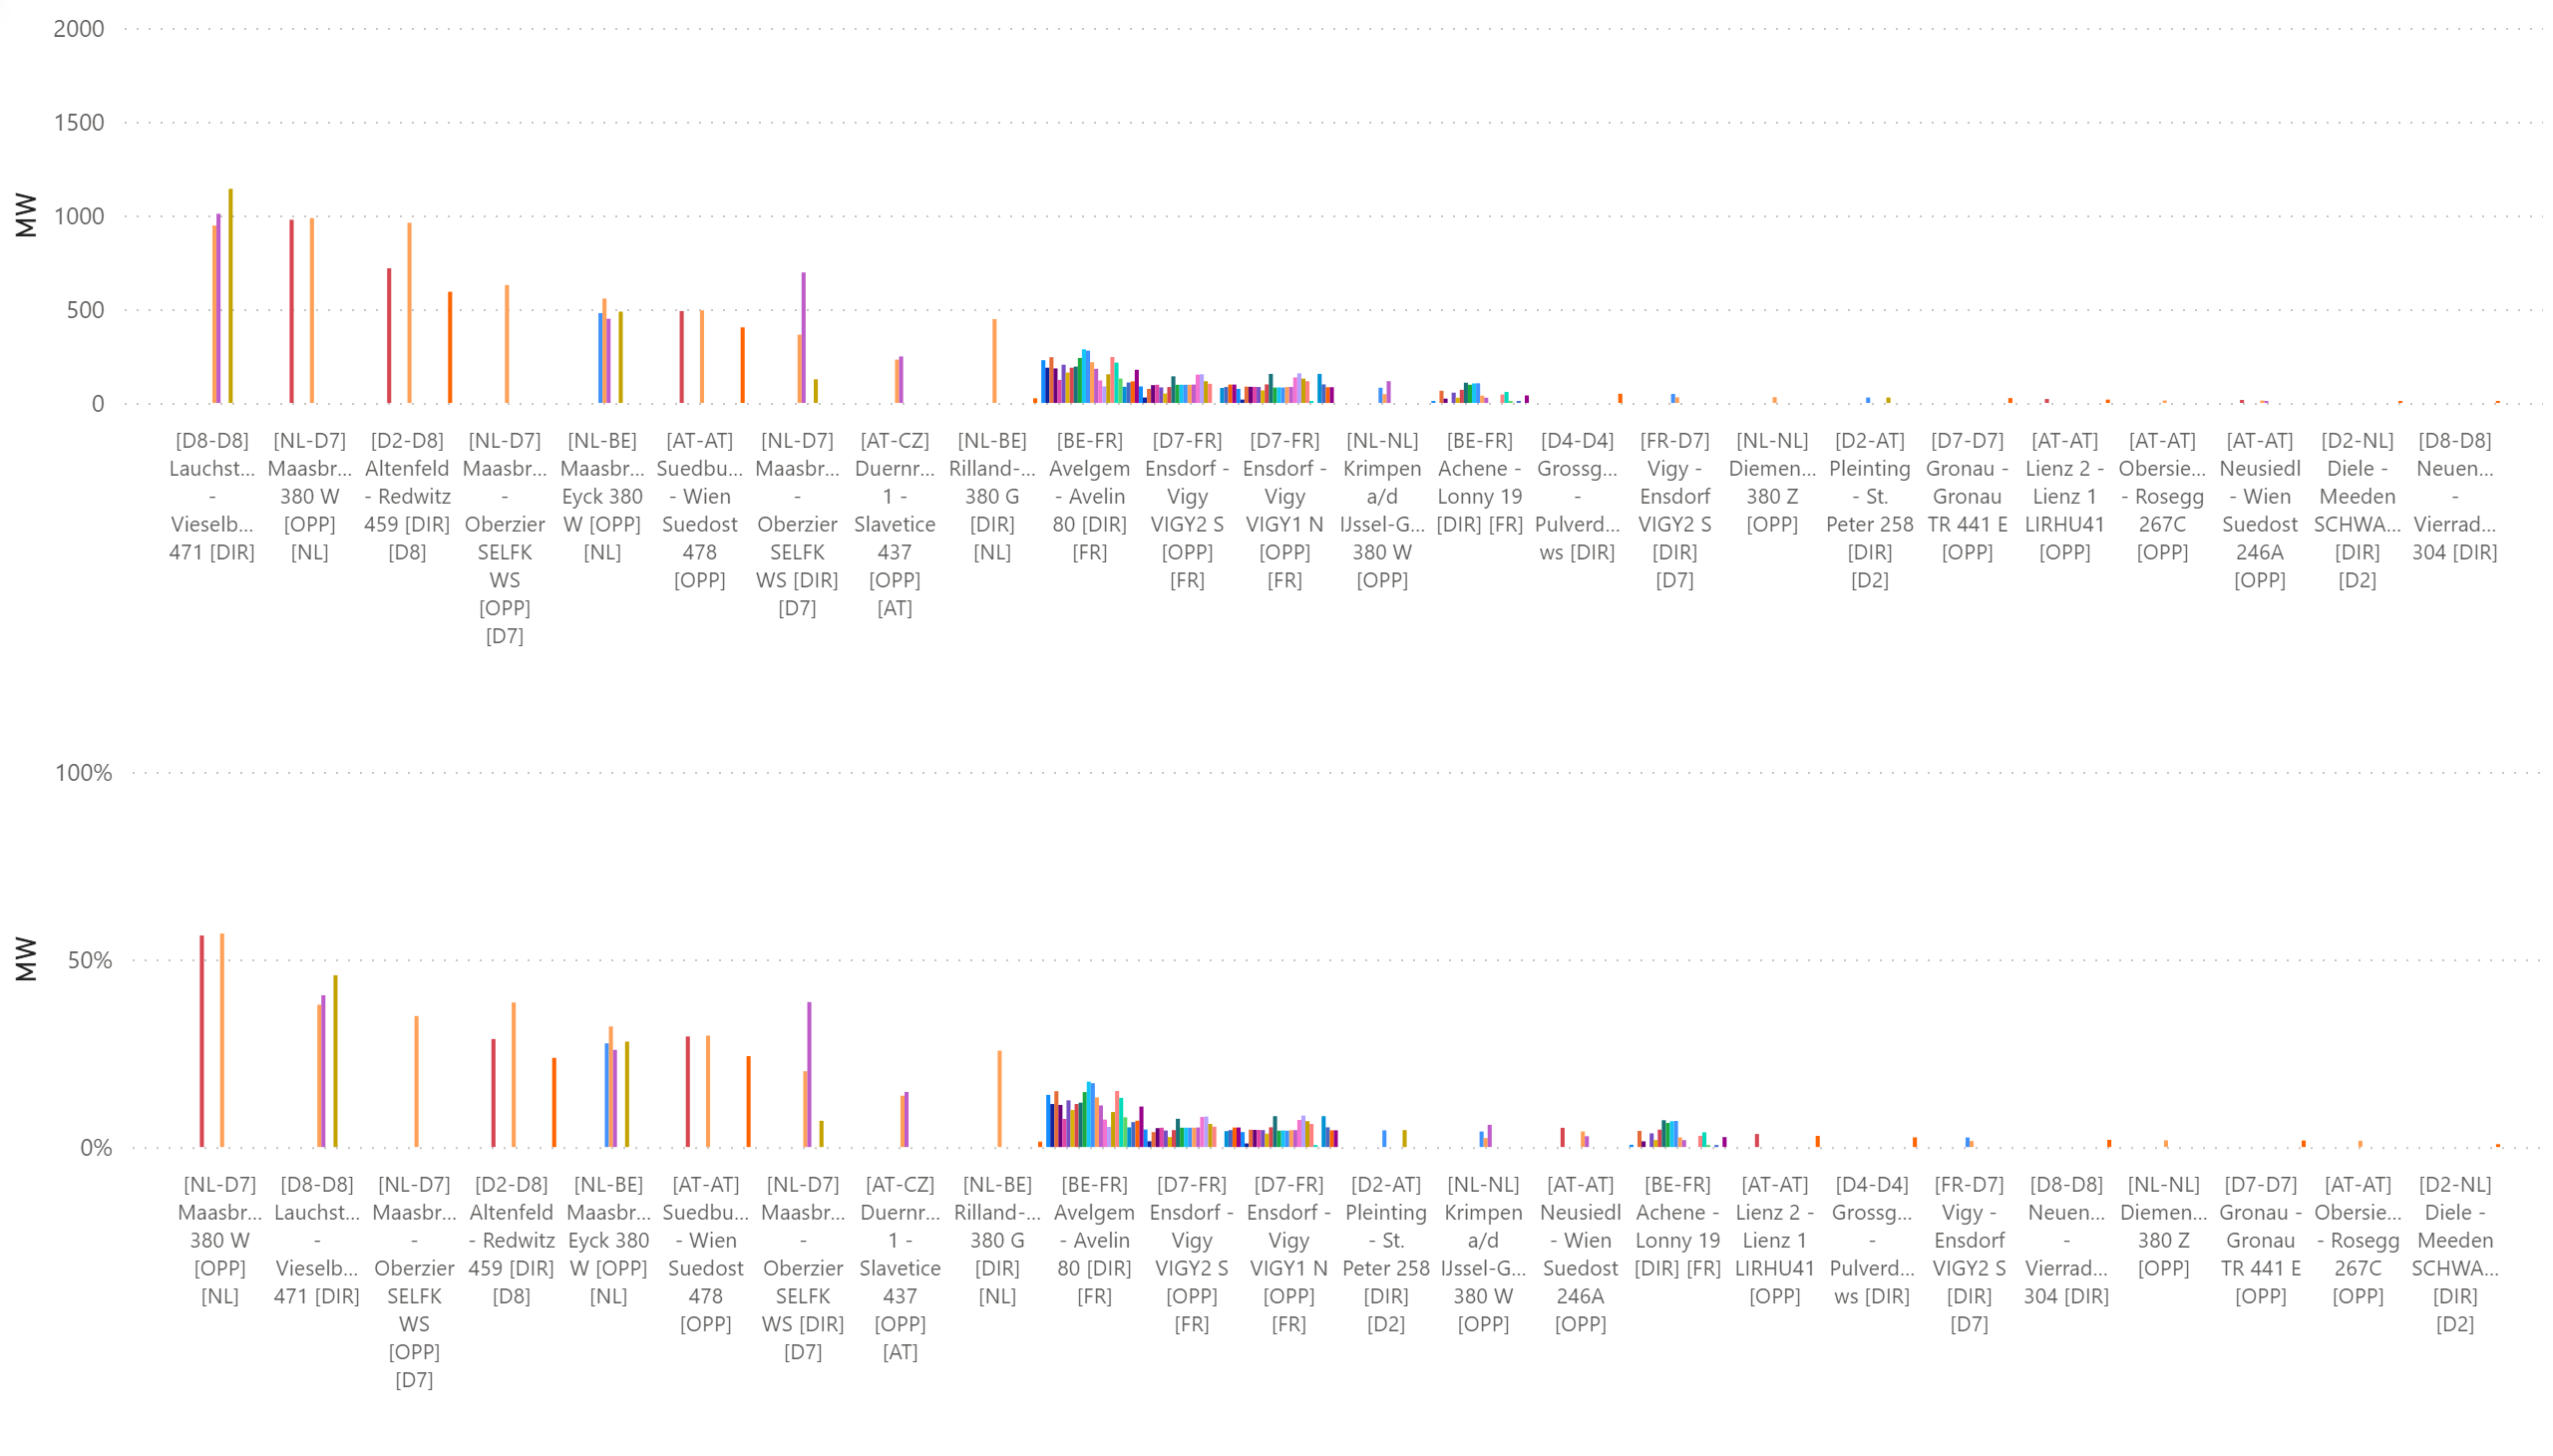 2000
1500
1000
500
0
MW
[D8-D8] [NL-D7] [D2-D8] [NL-D7] [NL-BE] [AT-AT] [NL-D7] [AT-CZ] [NL-BE] [BE-FR] [D7-FR] [D7-FR] [NL-NL] [BE-FR] [D4-D4] [FR-D7] [NL-NL] [D2-AT] [D7-D7] [AT-AT] [AT-AT] [AT-AT] [D2-NL] [D8-D8]
Lauchst... Maasbr... Altenfeld Maasbr... Maasbr... Suedbu... Maasbr... Duernr... Rilland-... Avelgem Ensdorf - Ensdorf - Krimpen Achene - Grossg... Vigy - Diemen... Pleinting Gronau - Lienz 2 - Obersie... Neusiedl Diele - Neuen...
- 380 W - Redwitz - Eyck 380 - Wien - 1 - 380 G - Avelin Vigy Vigy a/d Lonny 19 - Ensdorf 380 Z - St. Gronau Lienz 1 - Rosegg - Wien Meeden -
Vieselb... [OPP] 459 [DIR] Oberzier W [OPP] Suedost Oberzier Slavetice [DIR] 80 [DIR] VIGY2 S VIGY1 N IJssel-G... [DIR] [FR] Pulverd... VIGY2 S [OPP] Peter 258 TR 441 E LIRHU41 267C Suedost SCHWA... Vierrad...
471 [DIR] [NL] [D8] SELFK [NL] 478 SELFK 437 [NL] [FR] [OPP] [OPP] 380 W ws [DIR] [DIR] [DIR] [OPP] [OPP] [OPP] 246A [DIR] 304 [DIR]
WS [OPP] WS [DIR] [OPP] [FR] [FR] [OPP] [D7] [D2] [OPP] [D2]
[OPP] [D7] [AT]
[D7]
100%
50%
0%
MW
[NL-D7] [D8-D8] [NL-D7] [D2-D8] [NL-BE] [AT-AT] [NL-D7] [AT-CZ] [NL-BE] [BE-FR] [D7-FR] [D7-FR] [D2-AT] [NL-NL] [AT-AT] [BE-FR] [AT-AT] [D4-D4] [FR-D7] [D8-D8] [NL-NL] [D7-D7] [AT-AT] [D2-NL]
Maasbr... Lauchst... Maasbr... Altenfeld Maasbr... Suedbu... Maasbr... Duernr... Rilland-... Avelgem Ensdorf - Ensdorf - Pleinting Krimpen Neusiedl Achene - Lienz 2 - Grossg... Vigy - Neuen... Diemen... Gronau - Obersie... Diele -
380 W - - - Redwitz Eyck 380 - Wien - 1 - 380 G - Avelin Vigy Vigy - St. a/d - Wien Lonny 19 Lienz 1 - Ensdorf - 380 Z Gronau - Rosegg Meeden
[OPP] Vieselb... Oberzier 459 [DIR] W [OPP] Suedost Oberzier Slavetice [DIR] 80 [DIR] VIGY2 S VIGY1 N Peter 258 IJssel-G... Suedost [DIR] [FR] LIRHU41 Pulverd... VIGY2 S Vierrad... [OPP] TR 441 E 267C SCHWA...
[NL] 471 [DIR] SELFK [D8] [NL] 478 SELFK 437 [NL] [FR] [OPP] [OPP] [DIR] 380 W 246A [OPP] ws [DIR] [DIR] 304 [DIR] [OPP] [OPP] [DIR]
WS [OPP] WS [DIR] [OPP] [FR] [FR] [D2] [OPP] [OPP] [D7] [D2]
[OPP] [D7] [AT]
[D7]